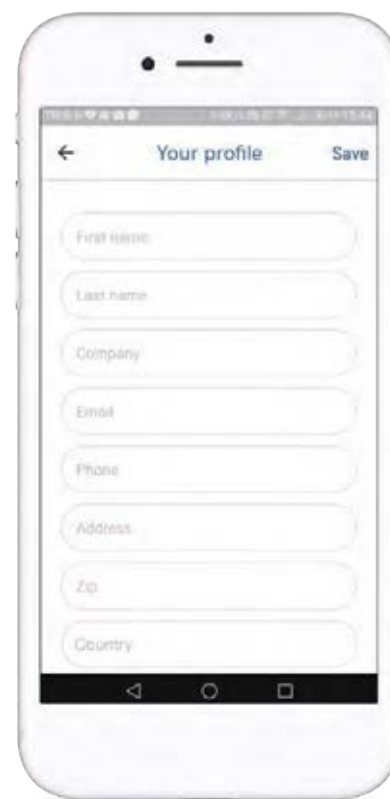 Your profile Save
First name
Last name
Company
Email
Phone
Address
Zip
Country